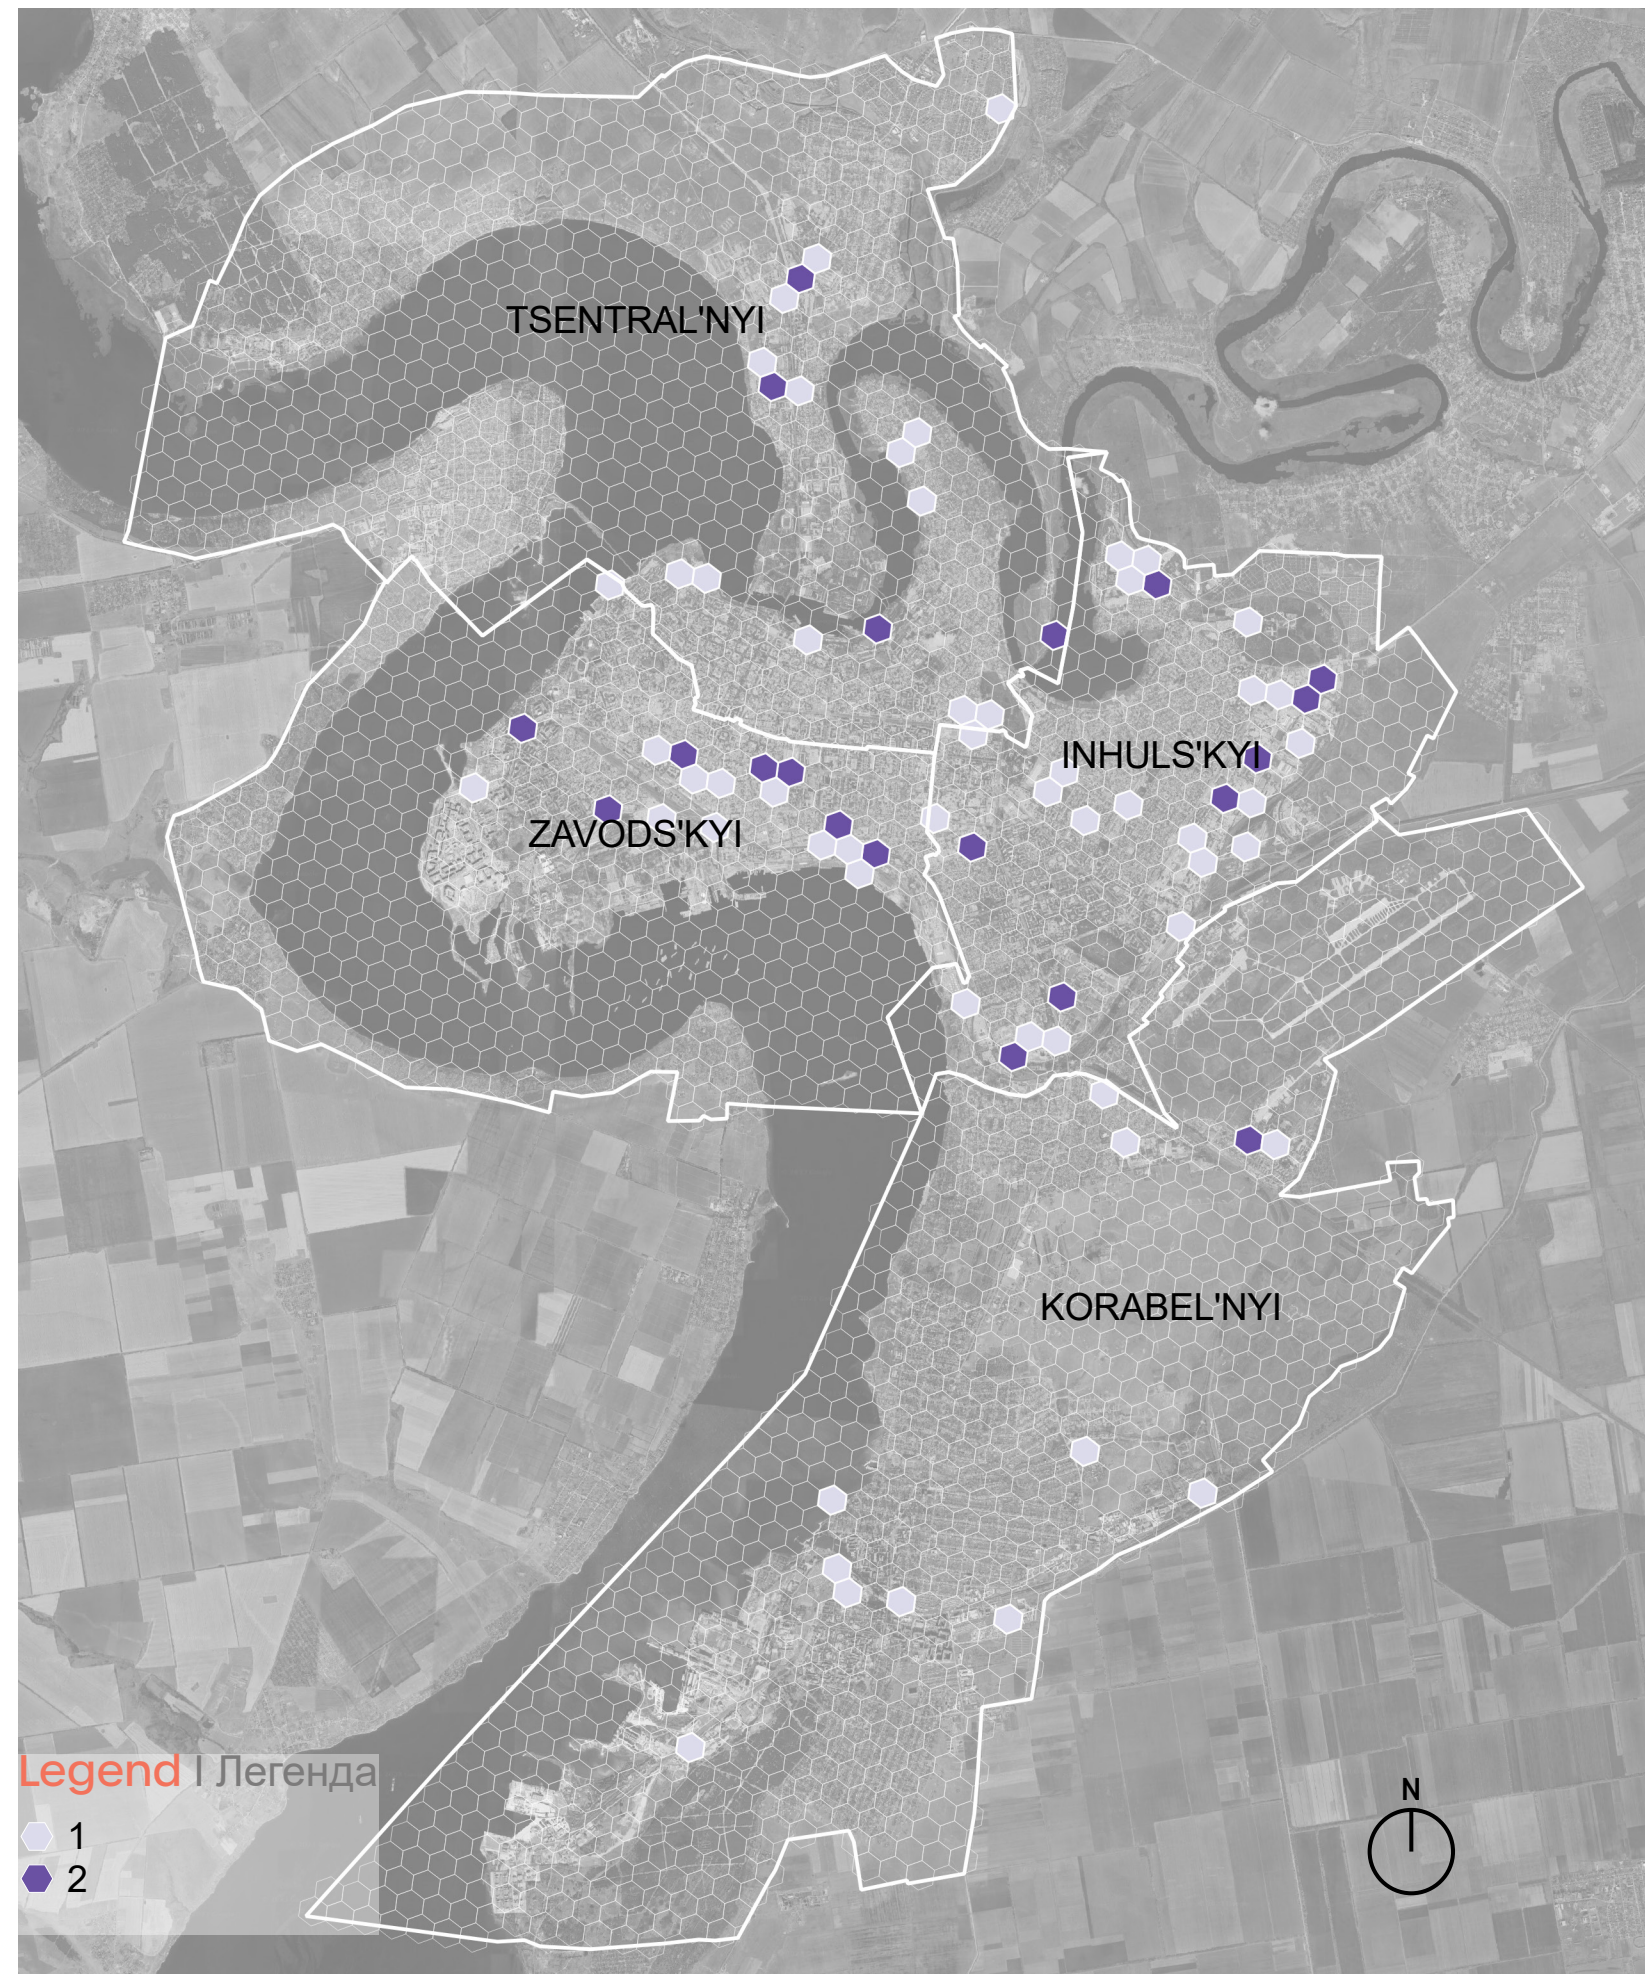 TSENTRAL'NYI
INHULS'KYI
ZAVODS'KYI
KORABEL'NYI
Legend | Легенда
1
2
N